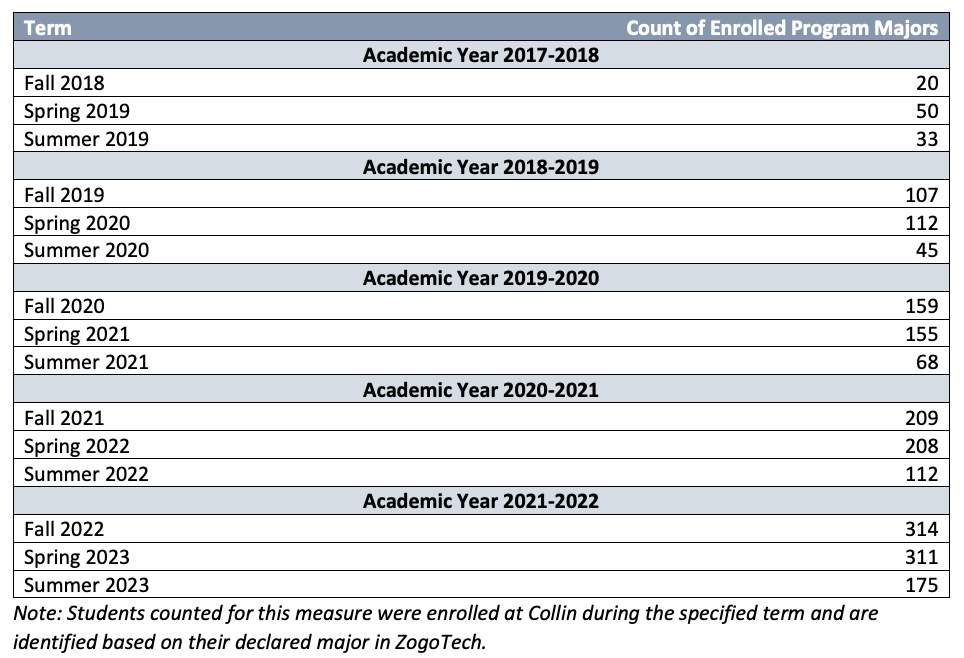 Term Count of Enrolled Program Majors
Academic Year 2017-2018
Fall 2018 20
Spring 2019 50
Summer 2019 33
Academic Year 2018-2019
Fall 2019 107
Spring 2020 112
Summer 2020 45
Academic Year 2019-2020
Fall 2020 159
Spring 2021 155
Summer 2021 68
Academic Year 2020-2021
Fall 2021 209
Spring 2022 208
Summer 2022 112
Academic Year 2021-2022
Fall 2022 314
Spring 2023 311
Summer 2023 175
Note: Students counted for this measure were enrolled at Collin during the specified term and are
identified based on their declared major in ZogoTech.